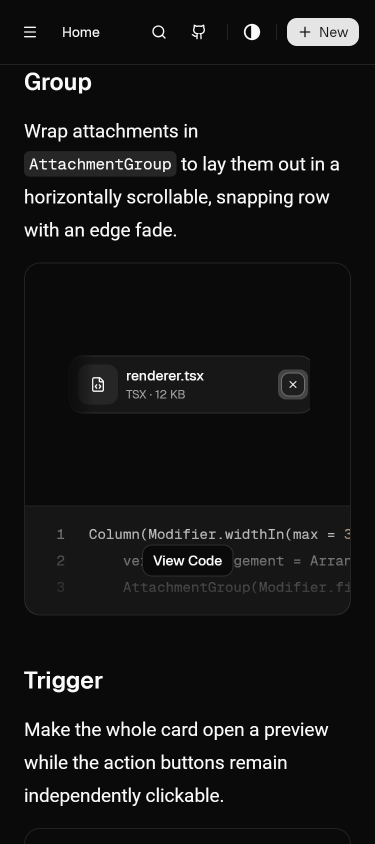 Home
New
Group
Wrap attachments in
AttachmentGroup to lay them out in a
horizontally scrollable, snapping row
with an edge fade.
renderer.tsx
TSX · 12 KB
1 Column(Modifier.widthIn(max = 3
2 ve
View Code
gement = Arran
3 AttachmentGroup(Modifier.fi
Trigger
Make the whole card open a preview
while the action buttons remain
independently clickable.